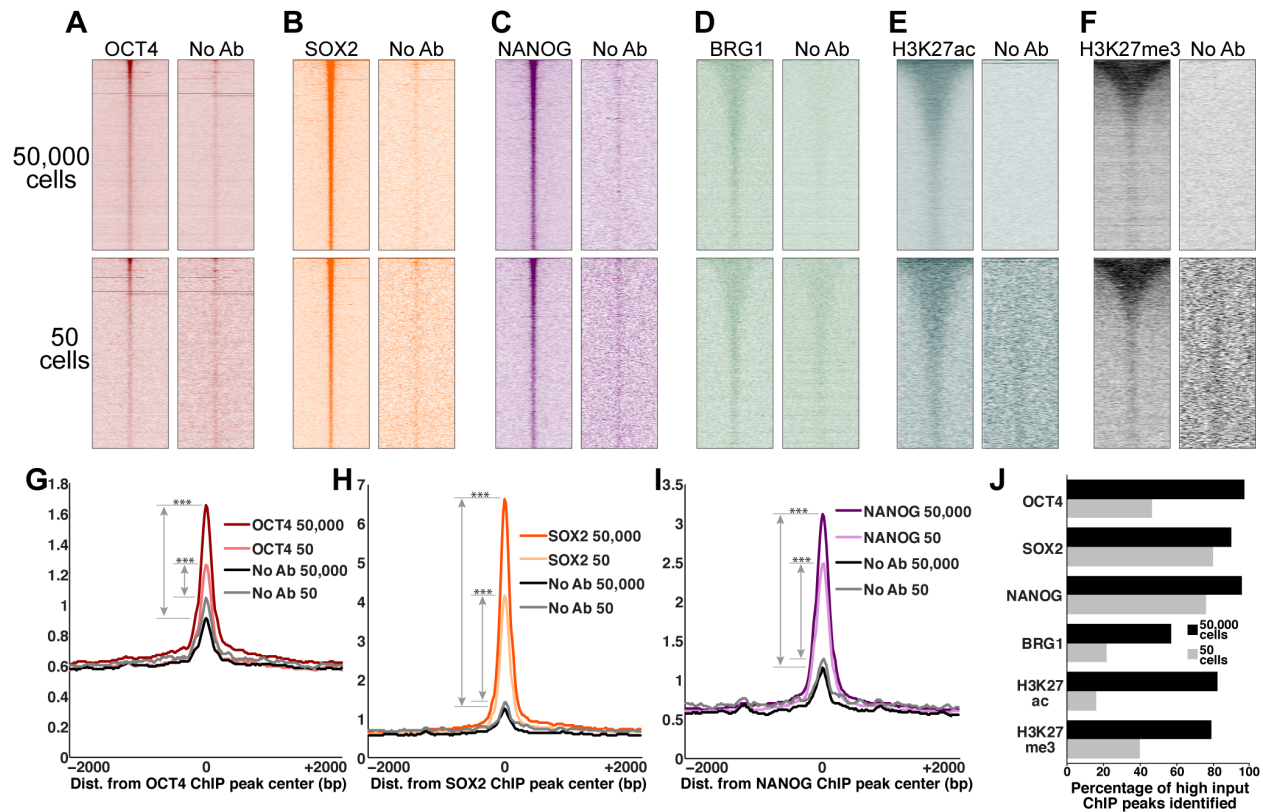 A B C D E F
OCT4 No Ab SOX2 No Ab NANOG No Ab BRG1 No Ab H3K27ac No Ab H3K27me3 No Ab
50,000
cells
50
cells
G
1.8
1.6
1.4
1.2
1
0.8
0.6
0.4
0.2
0
***
***
OCT4 50,000
OCT4 50
No Ab 50,000
No Ab 50
−2000 0 +2000
Dist. from OCT4 ChIP peak center (bp)
H
7
6
5
4
3
2
1
0
***
***
SOX2 50,000
SOX2 50
No Ab 50,000
No Ab 50
−2000 0 +2000
Dist. from SOX2 ChIP peak center (bp)
I
3.5
3
2.5
2
1.5
1
0.5
0
***
***
NANOG 50,000
NANOG 50
No Ab 50,000
No Ab 50
−2000 0 +2000
Dist. from NANOG ChIP peak center (bp)
J
OCT4
SOX2
NANOG
BRG1
H3K27
ac
H3K27
me3
50,000
cells
50
cells
0 20 40 60 80 100
Percentage of high input
ChIP peaks identified